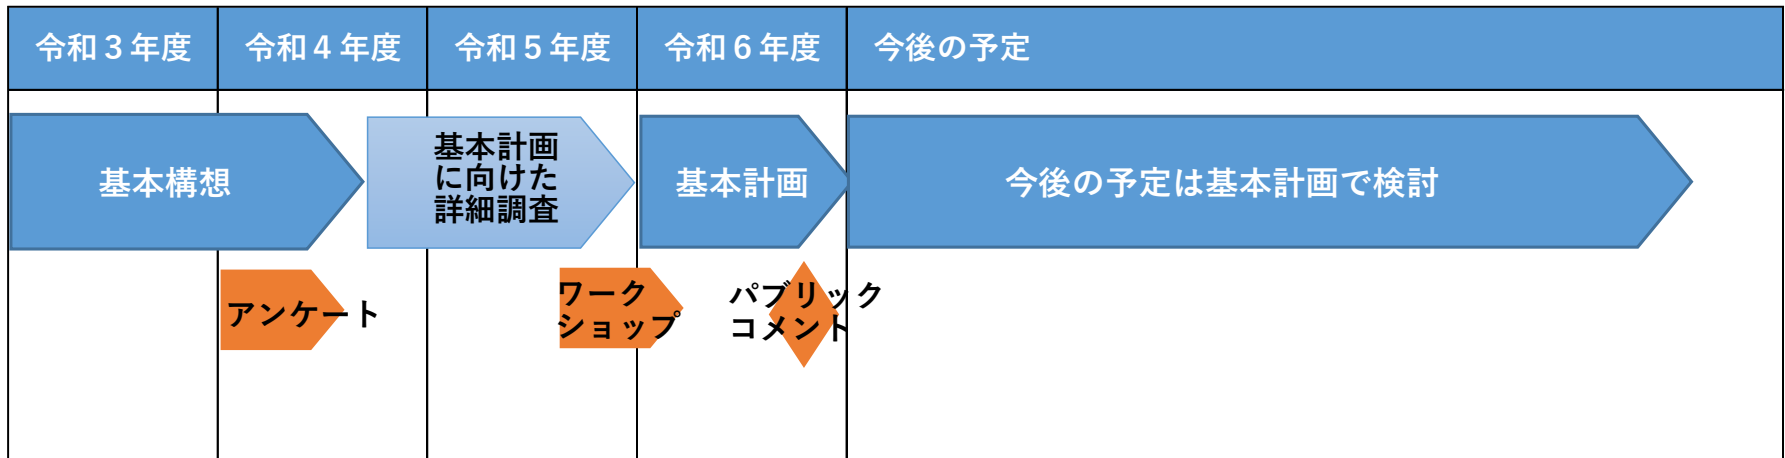 令和３年度
令和４年度
令和５年度
令和６年度
今後の予定
基本構想
基本計画
に向けた
詳細調査
基本計画
今後の予定は基本計画で検討
アンケート
ワーク
ショップ
パブリック
コメント